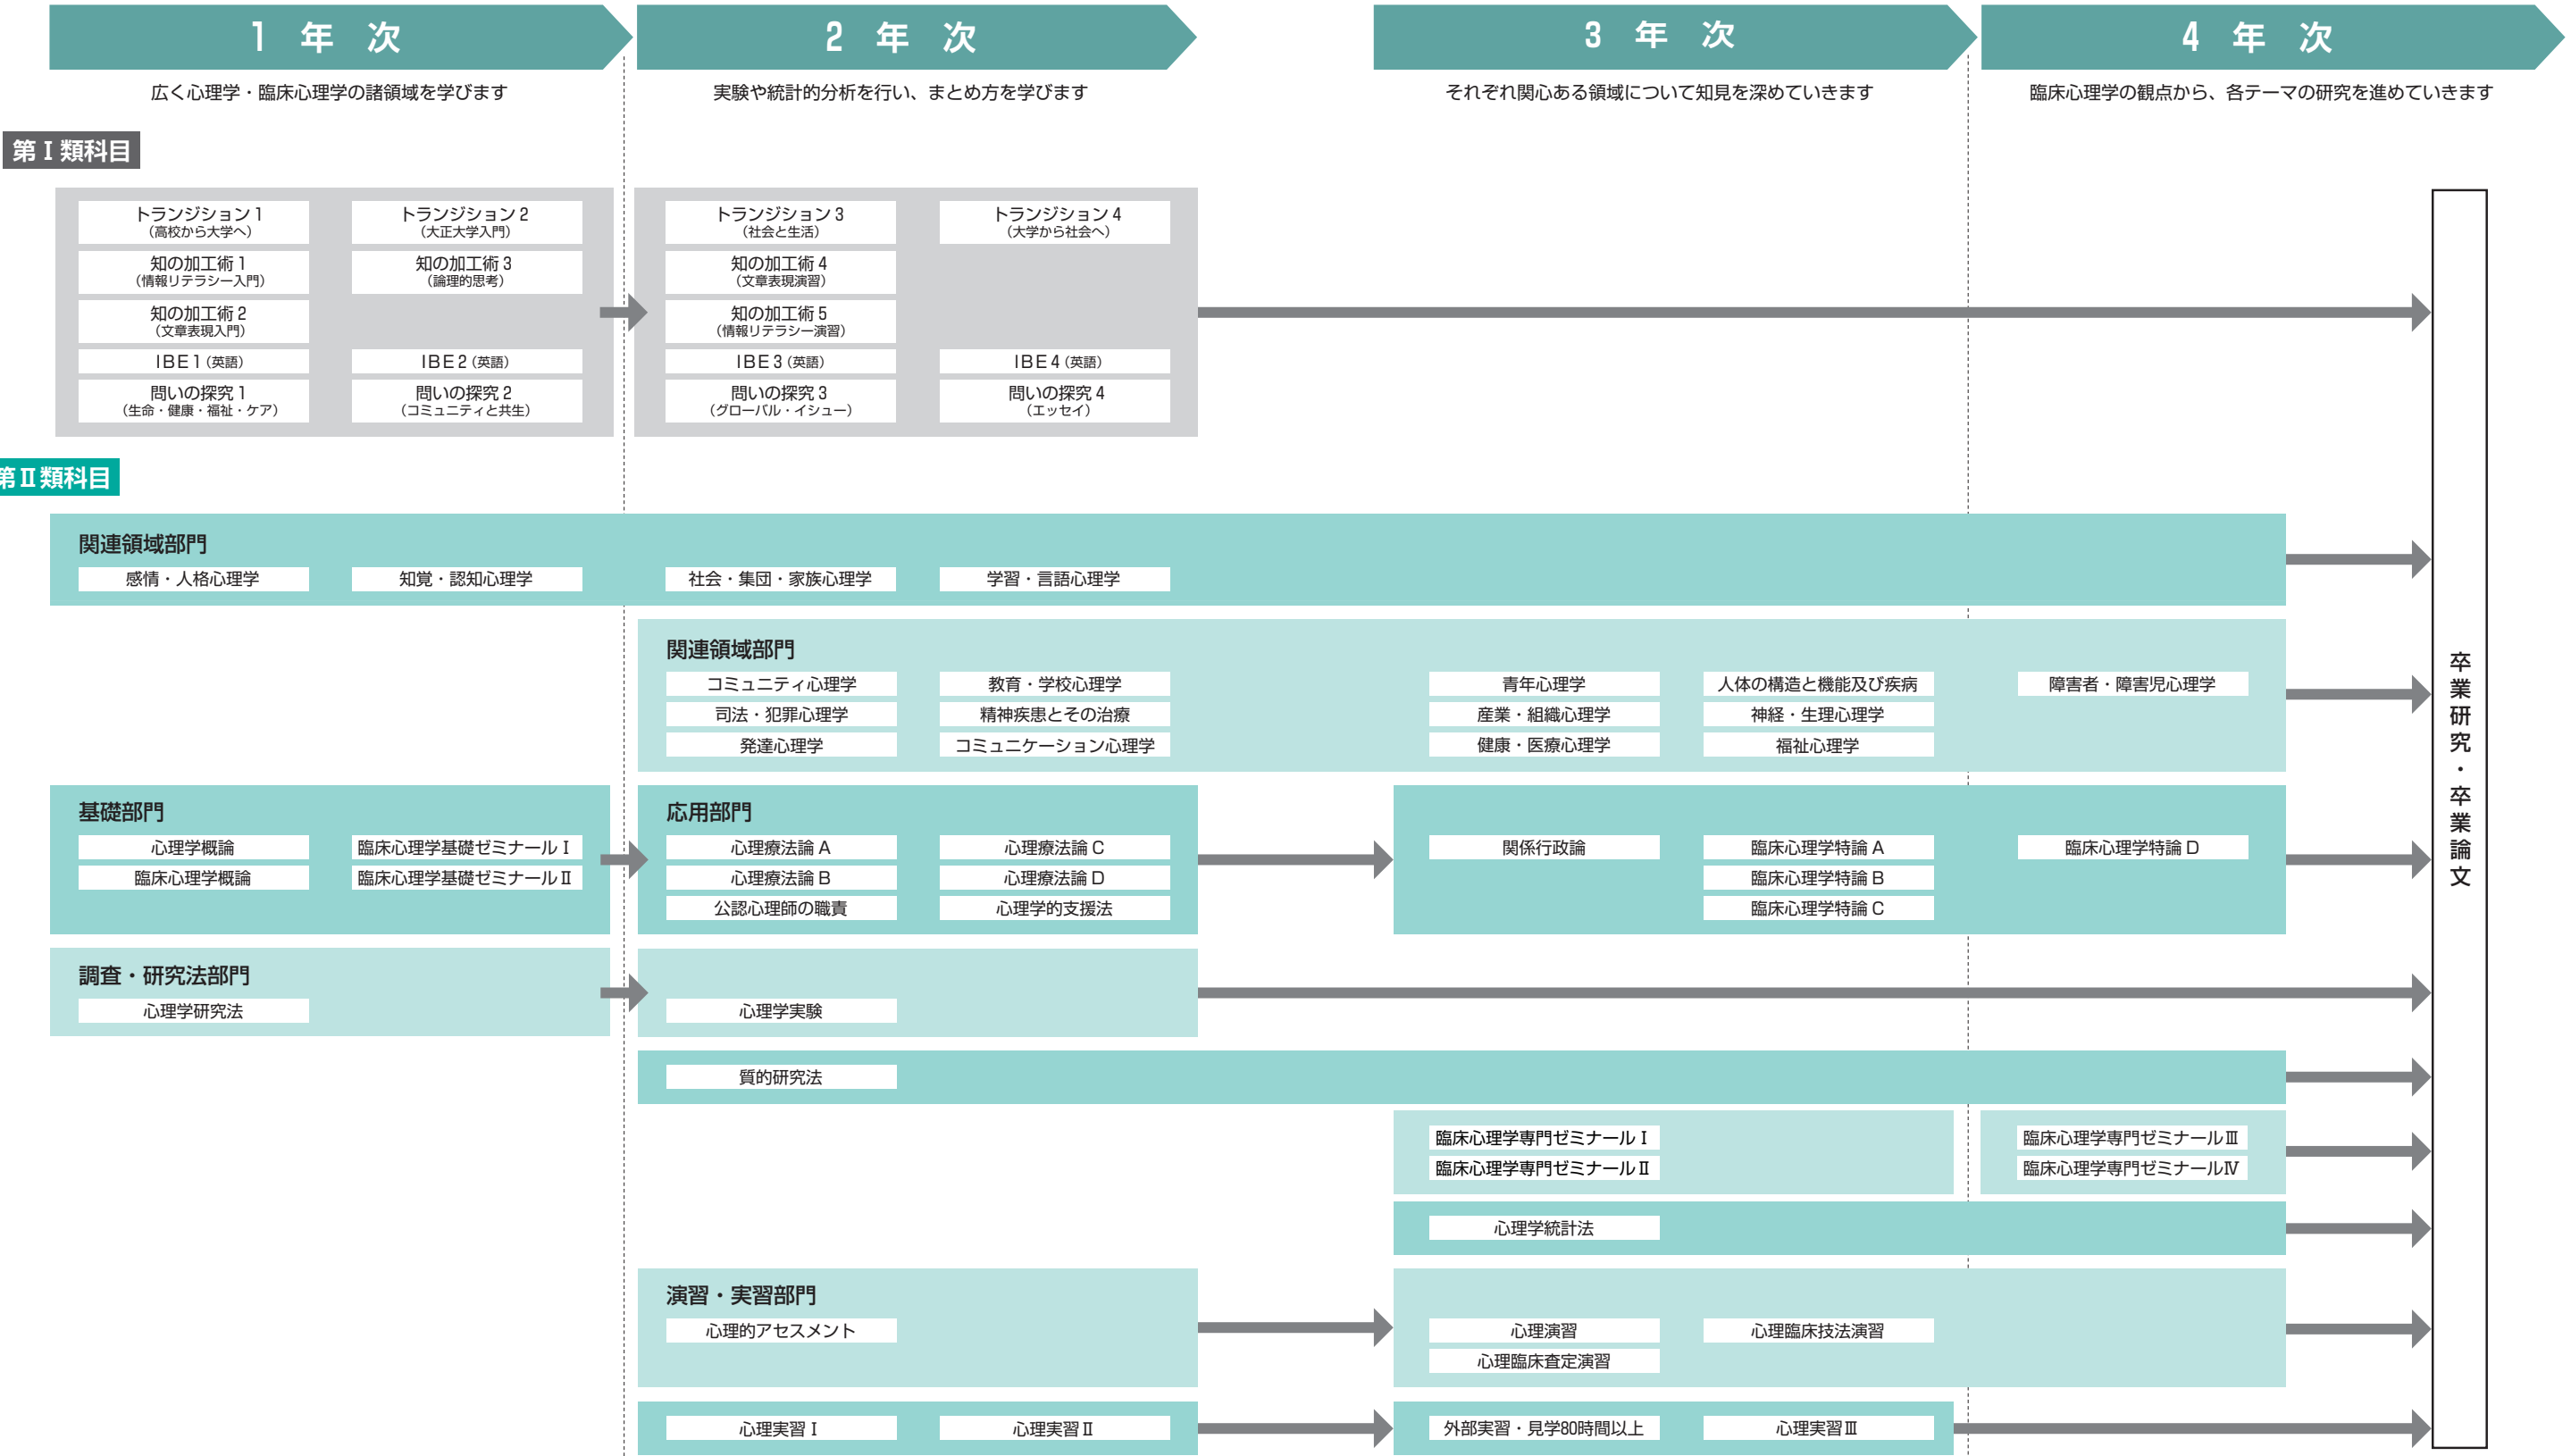 1 年 次
2 年 次
3 年 次
4 年 次
広く心理学・臨床心理学の諸領域を学びます
実験や統計的分析を行い、まとめ方を学びます
それぞれ関心ある領域について知見を深めていきます
臨床心理学の観点から、各テーマの研究を進めていきます
第Ⅰ類科目
トランジション1
(高校から大学へ)
トランジション2
(大正大学入門)
トランジション3
(社会と生活)
トランジション4
(大学から社会へ)
知の加工術1
(情報リテラシー入門)
知の加工術3
(論理的思考)
知の加工術4
(文章表現演習)
知の加工術2
(文章表現入門)
知の加工術5
(情報リテラシー演習)
IBE1(英語)
IBE2(英語)
IBE3(英語)
IBE4(英語)
問いの探究1
(生命・健康・福祉・ケア)
問いの探究2
(コミュニティと共生)
問いの探究3
(グローバル・イシュー)
問いの探究4
(エッセイ)
第Ⅱ類科目
関連領域部門
感情・人格心理学
知覚・認知心理学
社会・集団・家族心理学
学習・言語心理学
関連領域部門
コミュニティ心理学
教育・学校心理学
青年心理学
人体の構造と機能及び疾病
障害者・障害児心理学
司法・犯罪心理学
精神疾患とその治療
産業・組織心理学
神経・生理心理学
発達心理学
コミュニケーション心理学
健康・医療心理学
福祉心理学
基礎部門
心理学概論
臨床心理学基礎ゼミナールⅠ
臨床心理学概論
臨床心理学基礎ゼミナールⅡ
応用部門
心理療法論A
心理療法論C
心理療法論B
心理療法論D
公認心理師の職責
心理学的支援法
関係行政論
臨床心理学特論A
臨床心理学特論D
臨床心理学特論B
臨床心理学特論C
調査・研究法部門
心理学研究法
心理学実験
質的研究法
臨床心理学専門ゼミナールⅠ
臨床心理学専門ゼミナールⅡ
臨床心理学専門ゼミナールⅢ
臨床心理学専門ゼミナールⅣ
心理学統計法
演習・実習部門
心理的アセスメント
心理演習
心理臨床技法演習
心理臨床査定演習
心理実習Ⅰ
心理実習Ⅱ
外部実習・見学80時間以上
心理実習Ⅲ
卒業研究・卒業論文